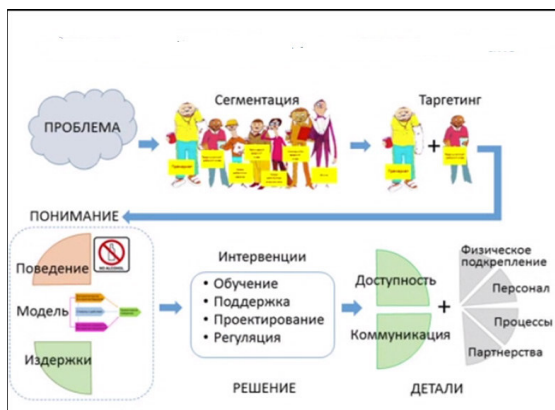 Сегментация
Таргетинг
ПРОБЛЕМА
+
ПОНИМАНИЕ
Поведение
NO ALCOHOL
Модель
Издержки
Интервенции
• Обучение
• Поддержка
• Проектирование
• Регуляция
РЕШЕНИЕ
Доступность
Коммуникация
+
Физическое
подкрепление
Персонал
Процессы
Партнерства
ДЕТАЛИ